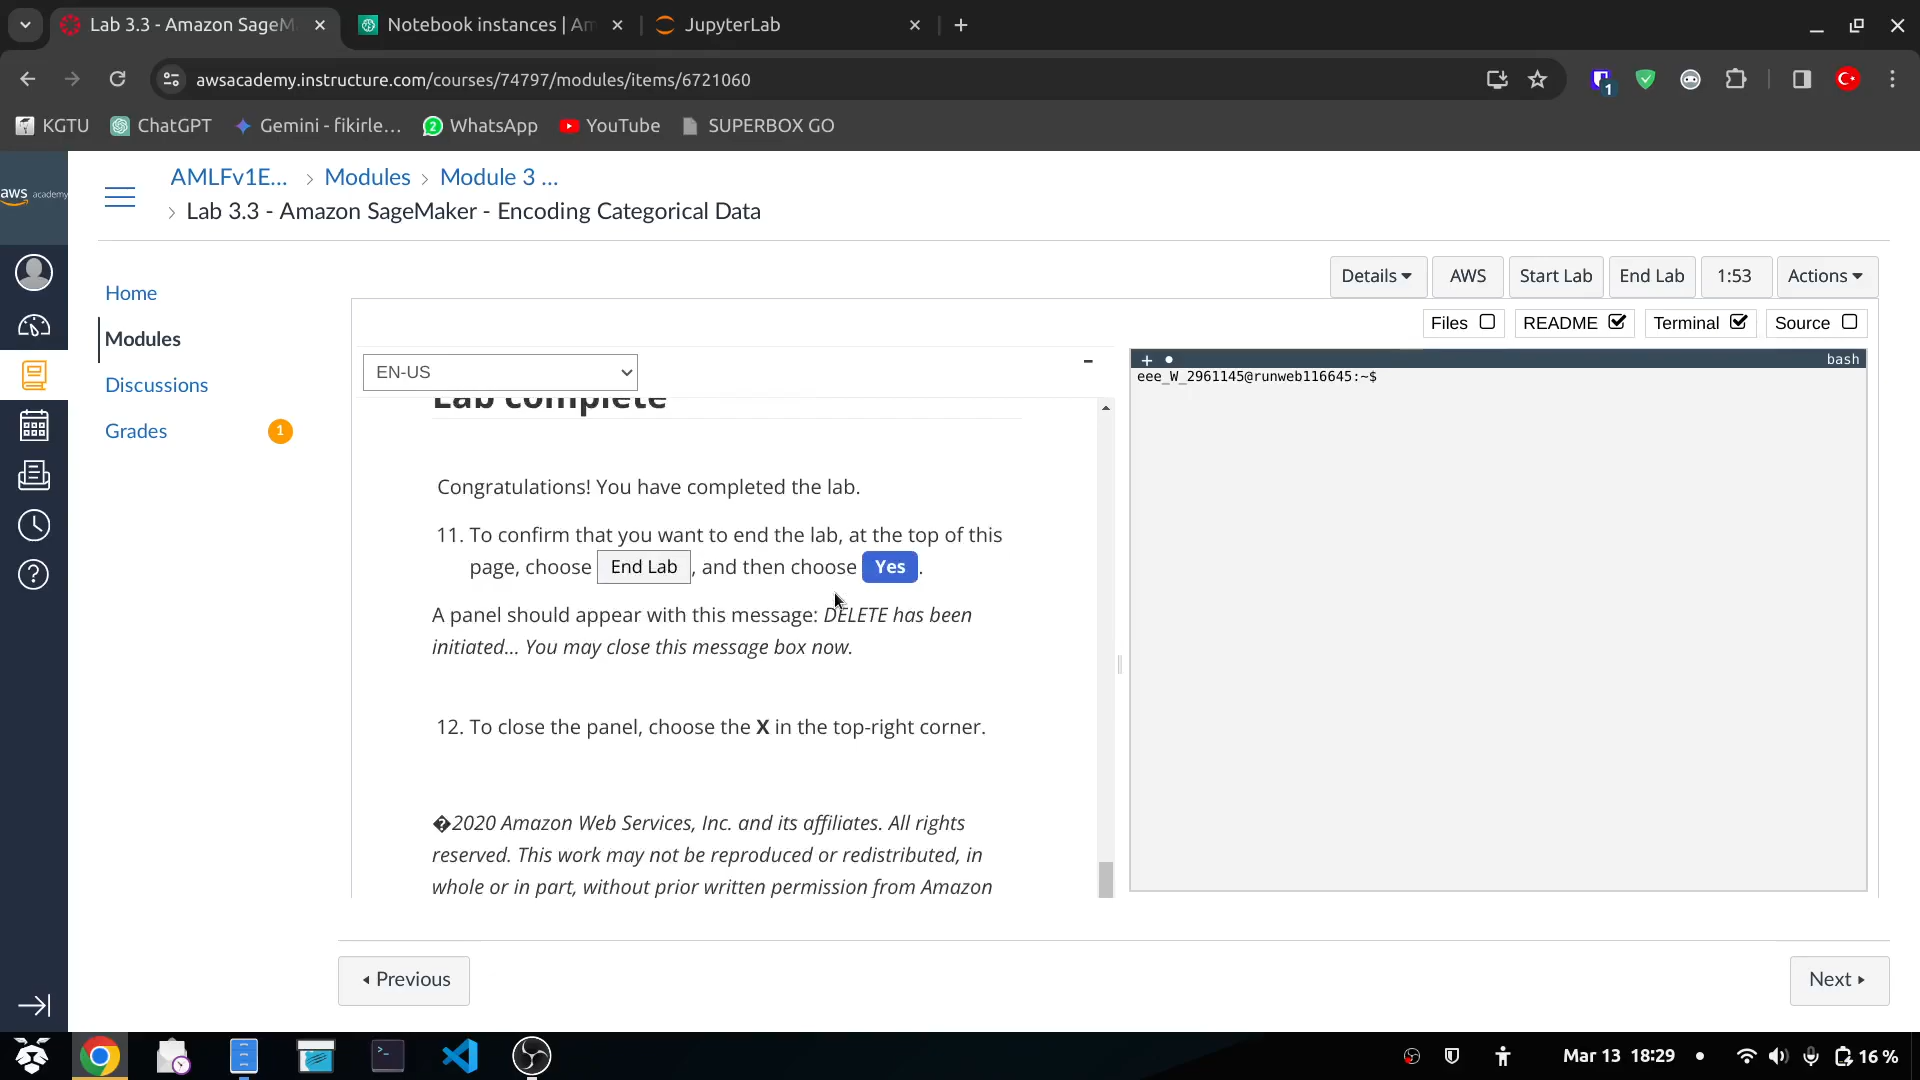 Lab 3.3 - Amazon SageM
Notebook instances | Am
JupyterLab
awsacademy.instructure.com/courses/74797/modules/items/6721060
1
KGTU
ChatGPT
Gemini - fikirle...
WhatsApp
YouTube
SUPERBOX GO
aws academy
AMLFv1E... > Modules > Module 3 ...
> Lab 3.3 - Amazon SageMaker - Encoding Categorical Data
Home
Modules
Discussions
Grades 1
Details
AWS
Start Lab
End Lab
1:53
Actions
Files
README
Terminal
Source
EN-US
+ bash
eee_W_2961145@runweb116645:~$
Lab complete
Congratulations! You have completed the lab.
11. To confirm that you want to end the lab, at the top of this
page, choose End Lab, and then choose Yes.
A panel should appear with this message: DELETE has been
initiated... You may close this message box now.
12. To close the panel, choose the X in the top-right corner.
�2020 Amazon Web Services, Inc. and its affiliates. All rights
reserved. This work may not be reproduced or redistributed, in
whole or in part, without prior written permission from Amazon
Previous
Next
Mar 13 18:29
16 %